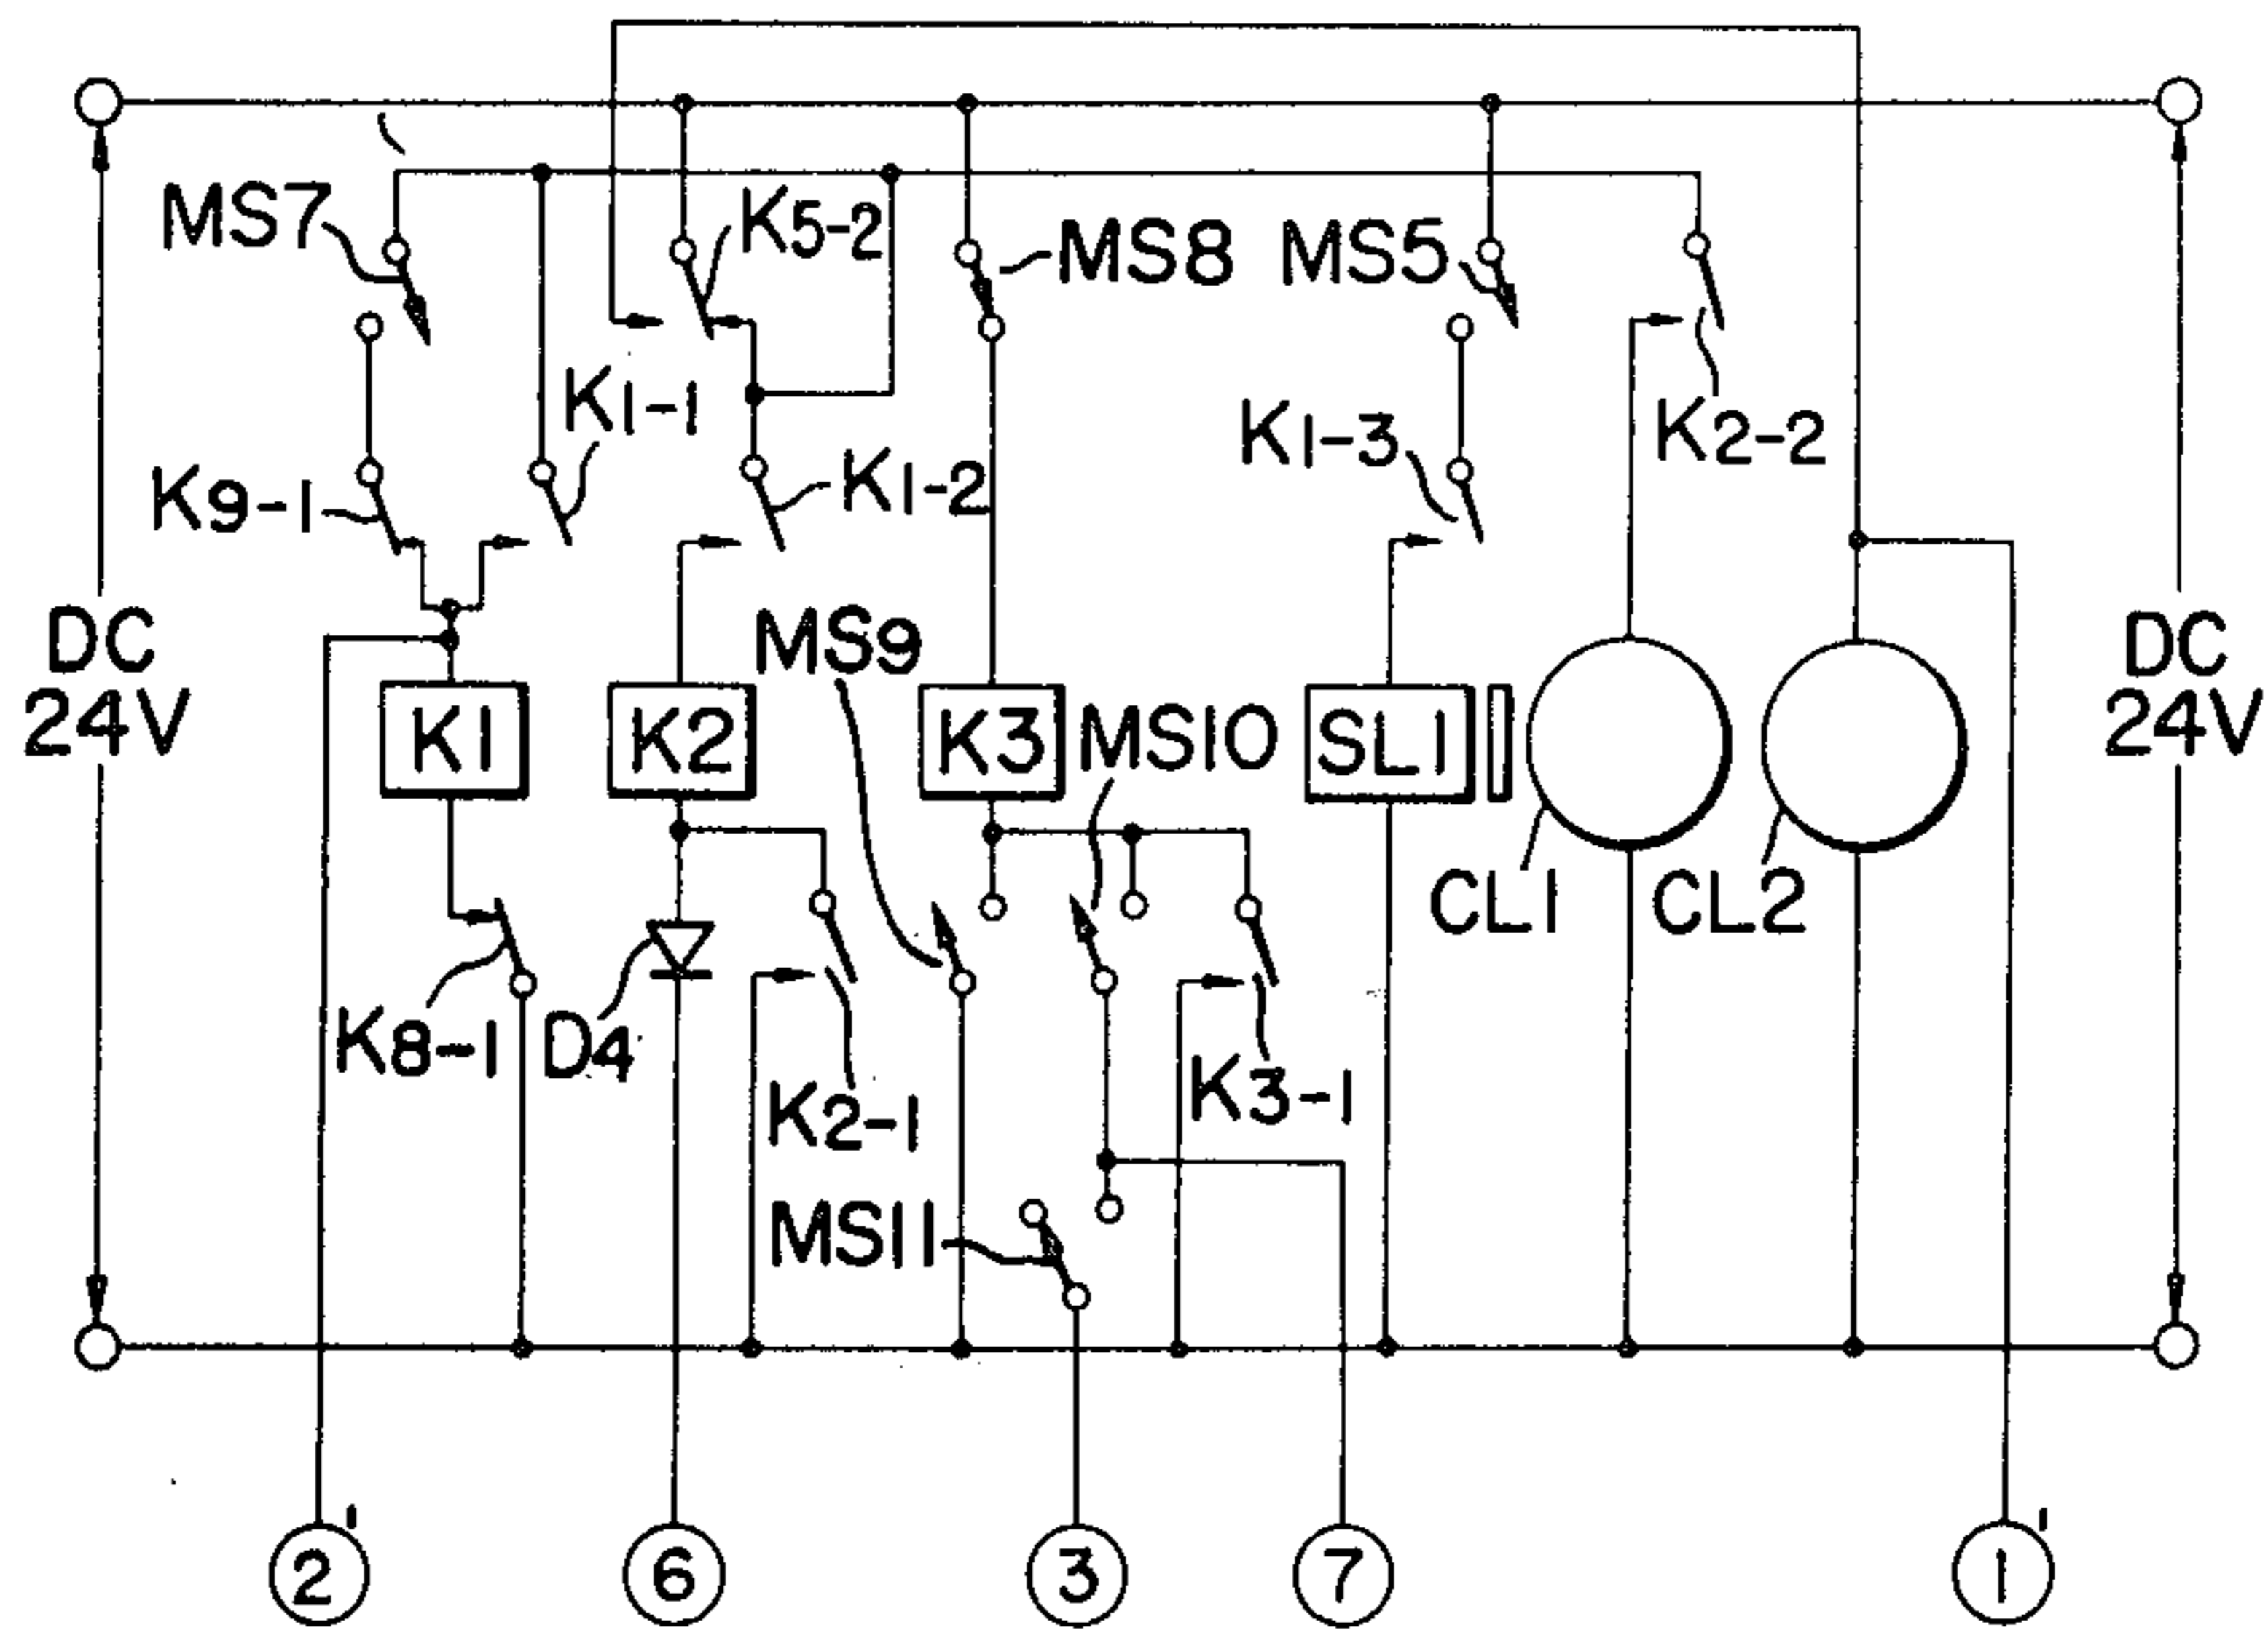 MS7
K5-2
MS8
MS5
K1-1
K1-3
K2-2
K9-1
K1-2
DC
24V
MS9
DC
24V
K1
K2
K3
MS10
SL1
CL1
CL2
K8-1
D4
K2-1
K3-1
MS11
2'
6
3
7
1'